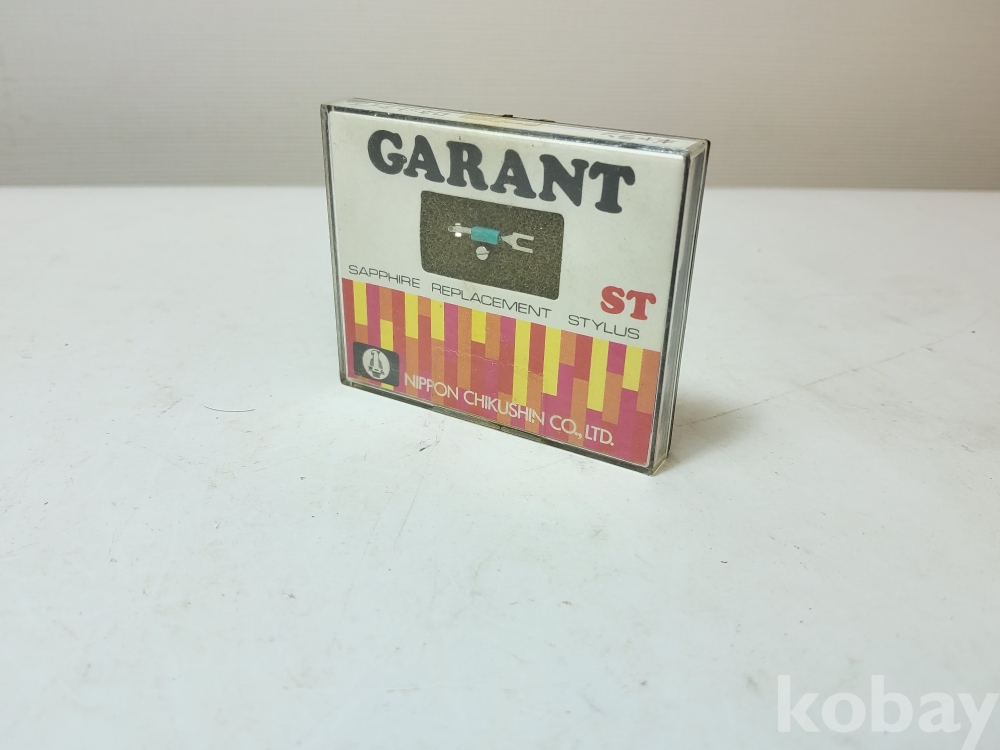 GARANT
SAPPHIRE REPLACEMENT STYLUS
ST
NIPPON CHIKUSHIN CO., LTD.
kobay